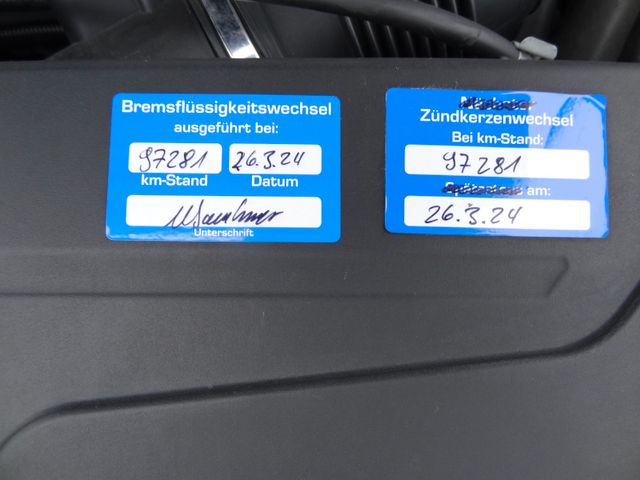 Bremsflüssigkeitswechsel
ausgeführt bei:
97281 26.3.24
km-Stand Datum
Unterschrift
Zündkerzenwechsel
Bei km-Stand:
97281
am:
26.3.24